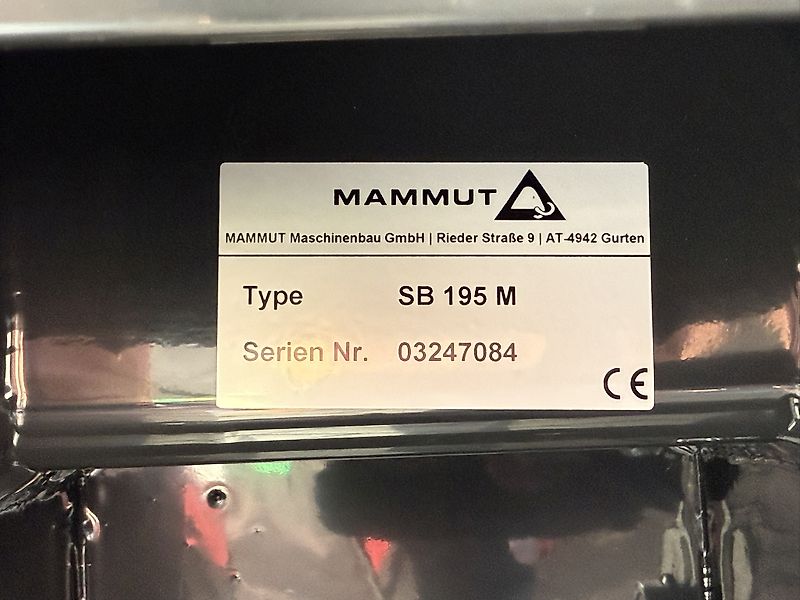 MAMMUT
MAMMUT Maschinenbau GmbH | Rieder Straße 9 | AT-4942 Gurten
Type SB 195 M
Serien Nr. 03247084
CE